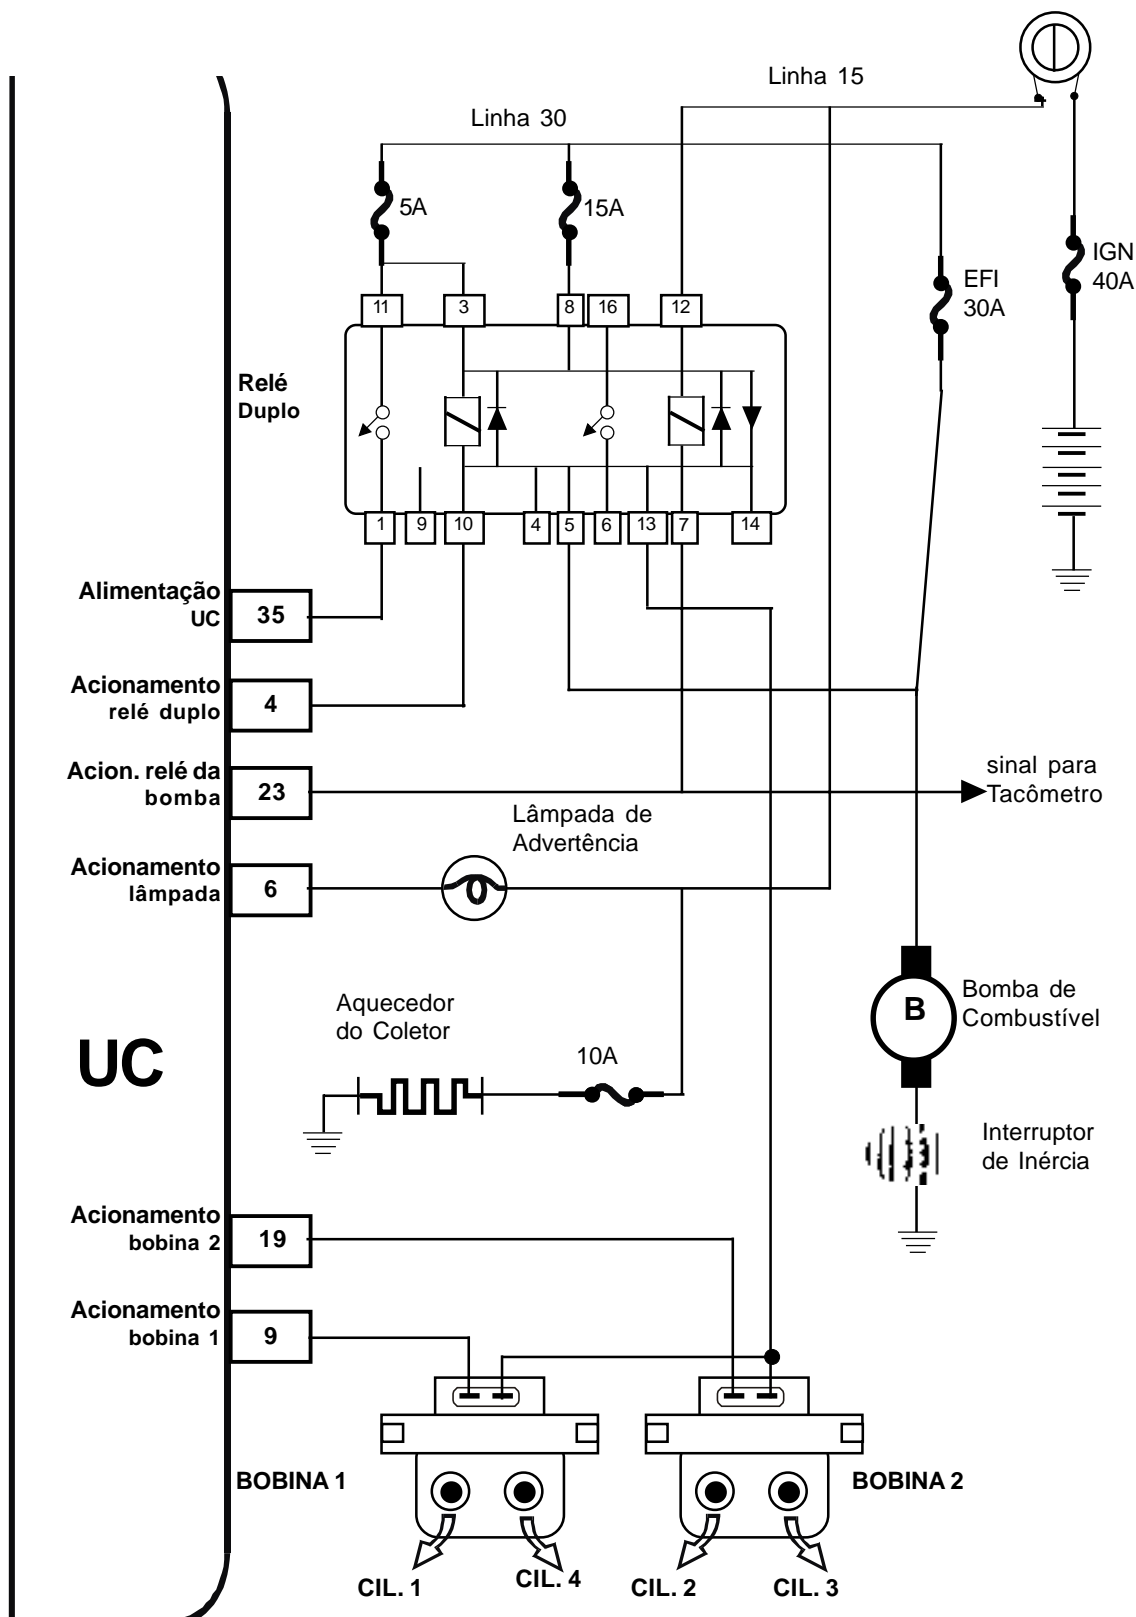 Linha 15
Linha 30
5A
15A
IGN
40A
EFI
30A
11
3
8
16
12
Relé
Duplo
1
9
10
4
5
6
13
7
14
Alimentação
UC
35
Acionamento
relé duplo
4
Acion. relé da
bomba
23
sinal para
Tacômetro
Lâmpada de
Advertência
Acionamento
lâmpada
6
Aquecedor
do Coletor
10A
B
Bomba de
Combustível
UC
Interruptor
de Inércia
Acionamento
bobina 2
19
Acionamento
bobina 1
9
BOBINA 1
BOBINA 2
CIL. 1
CIL. 4
CIL. 2
CIL. 3